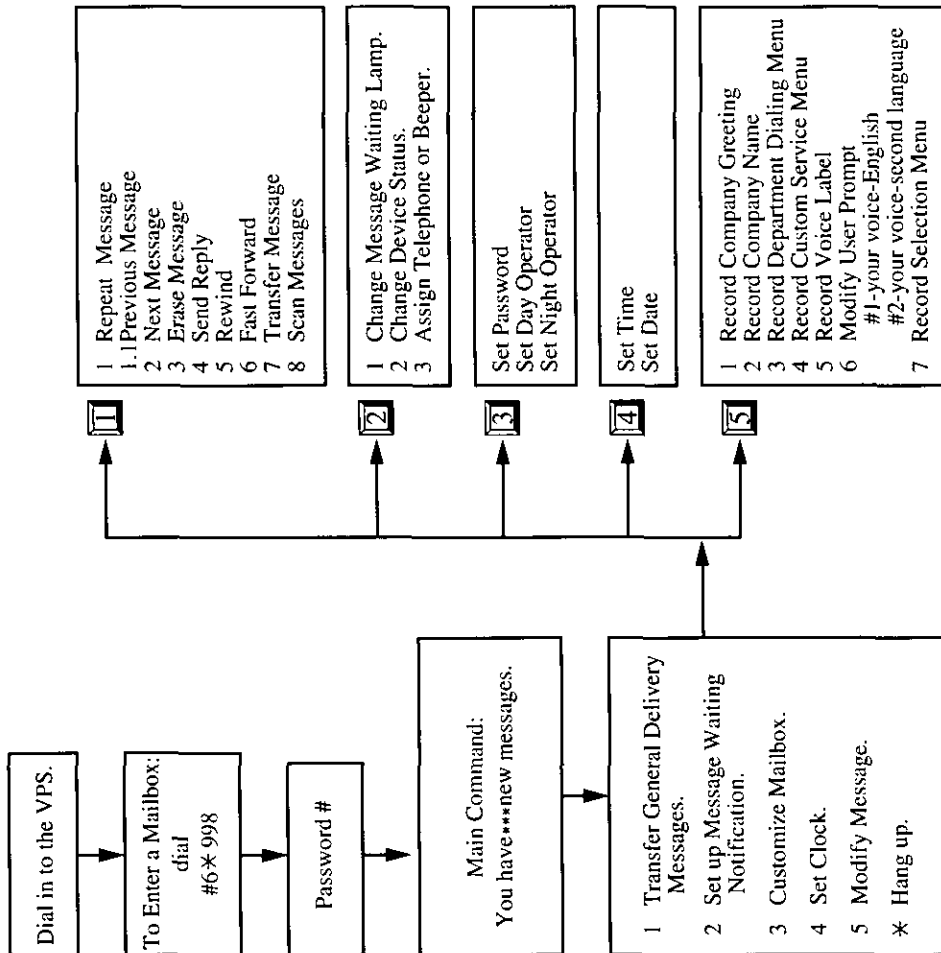 Dial in to the VPS.
To Enter a Mailbox:
dial
#6✳998
Password #
Main Command:
You have✳✳✳new messages.
1 Transfer General Delivery
Messages.
2 Set up Message Waiting
Notification.
3 Customize Mailbox.
4 Set Clock.
5 Modify Message.
✳ Hang up.
1
1 Repeat Message
1.1Previous Message
2 Next Message
3 Erase Message
4 Send Reply
5 Rewind
6 Fast Forward
7 Transfer Message
8 Scan Messages
2
1 Change Message Waiting Lamp.
2 Change Device Status.
3 Assign Telephone or Beeper.
3
Set Password
Set Day Operator
Set Night Operator
4
Set Time
Set Date
5
1 Record Company Greeting
2 Record Company Name
3 Record Department Dialing Menu
4 Record Custom Service Menu
5 Record Voice Label
6 Modify User Prompt
#1-your voice-English
#2-your voice-second language
7 Record Selection Menu